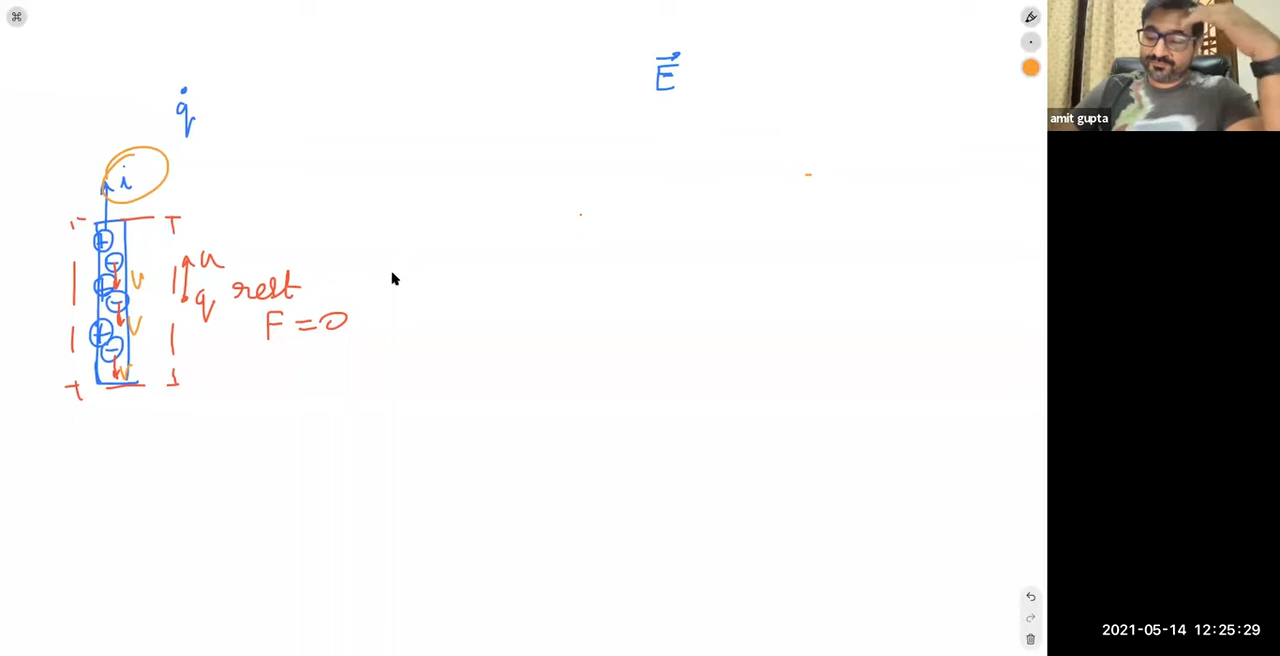 E
q
i
u
v
q rest
v
F = 0
v
amit gupta
2021-05-14 12:25:29